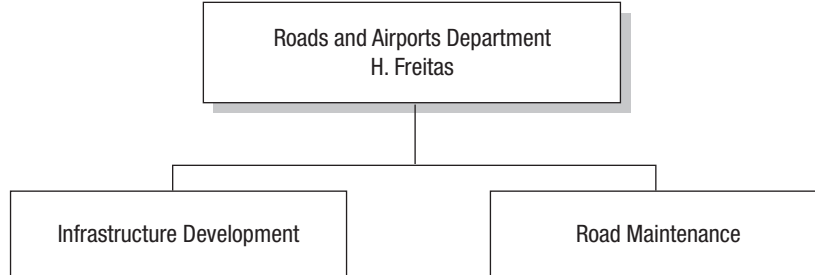 Roads and Airports Department
H. Freitas
Infrastructure Development
Road Maintenance